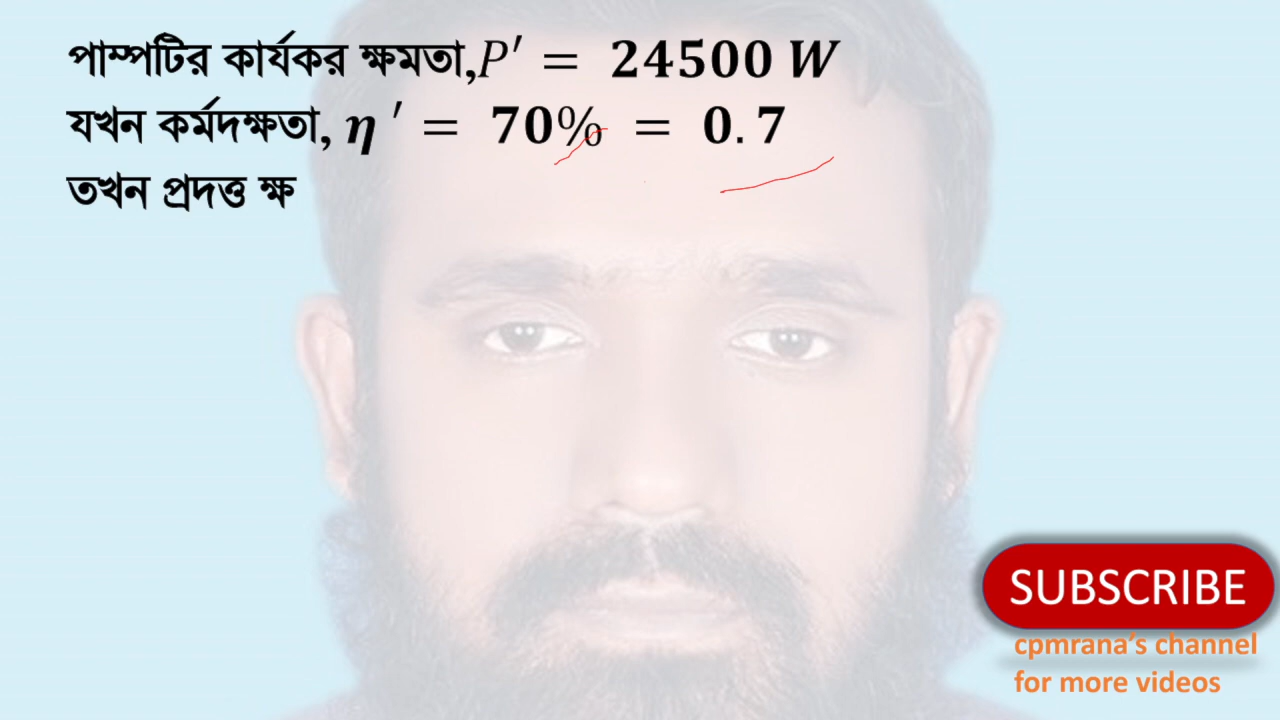 পাম্পটির কার্যকর ক্ষমতা,P′ = 24500 W
যখন কর্মদক্ষতা, η ′ = 70% = 0.7
তখন প্রদত্ত ক্ষ
SUBSCRIBE
cpmrana's channel
for more videos